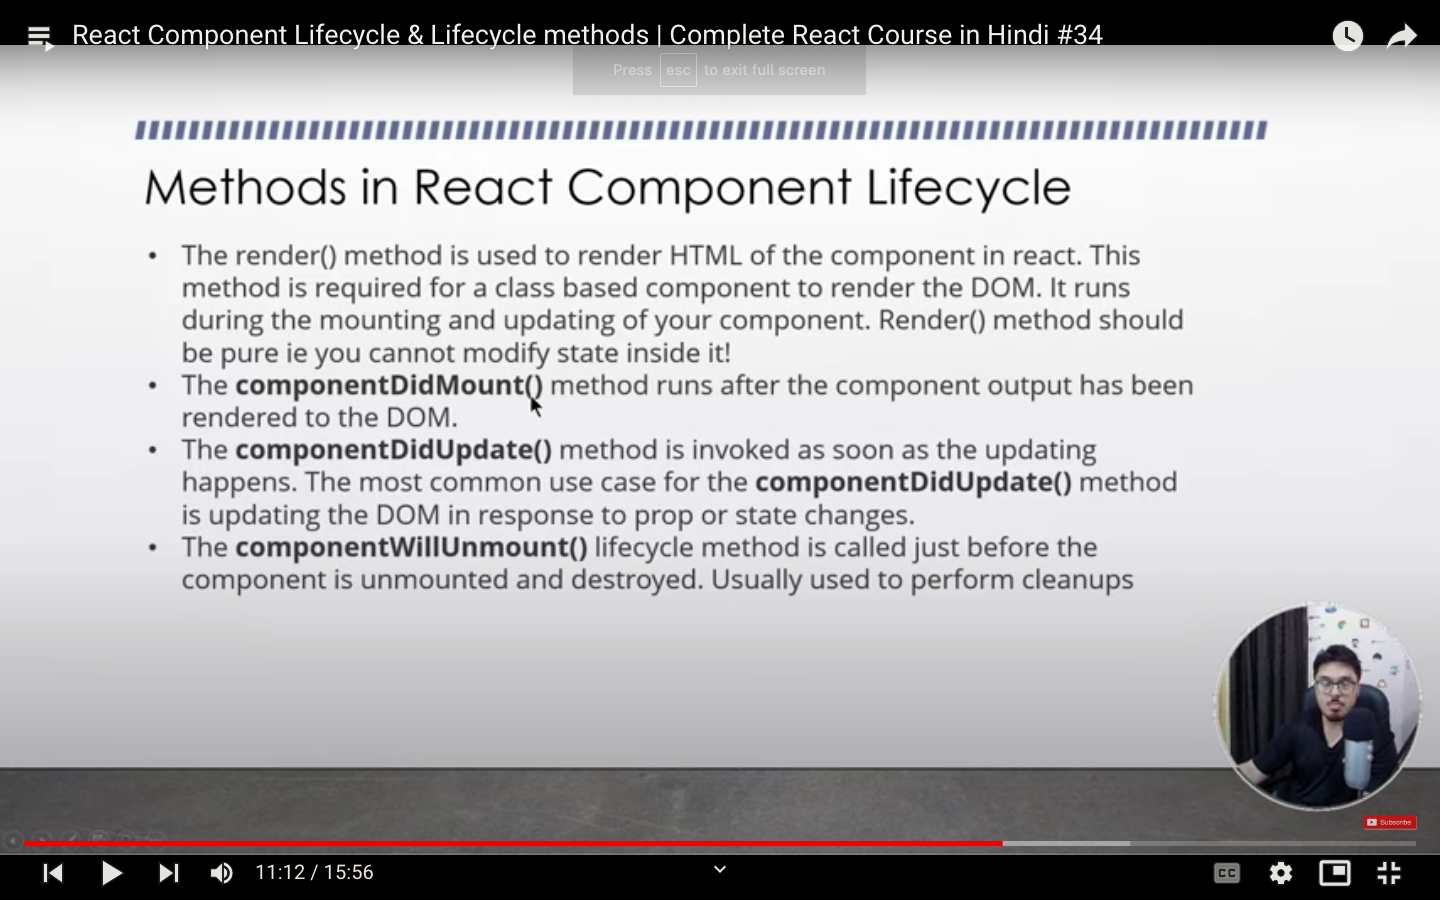 React Component Lifecycle & Lifecycle methods | Complete React Course in Hindi #34
Press esc to exit full screen
Methods in React Component Lifecycle
• The render() method is used to render HTML of the component in react. This
method is required for a class based component to render the DOM. It runs
during the mounting and updating of your component. Render() method should
be pure ie you cannot modify state inside it!
• The componentDidMount() method runs after the component output has been
rendered to the DOM.
• The componentDidUpdate() method is invoked as soon as the updating
happens. The most common use case for the componentDidUpdate() method
is updating the DOM in response to prop or state changes.
• The componentWillUnmount() lifecycle method is called just before the
component is unmounted and destroyed. Usually used to perform cleanups
Subscribe
11:12 / 15:56
CC